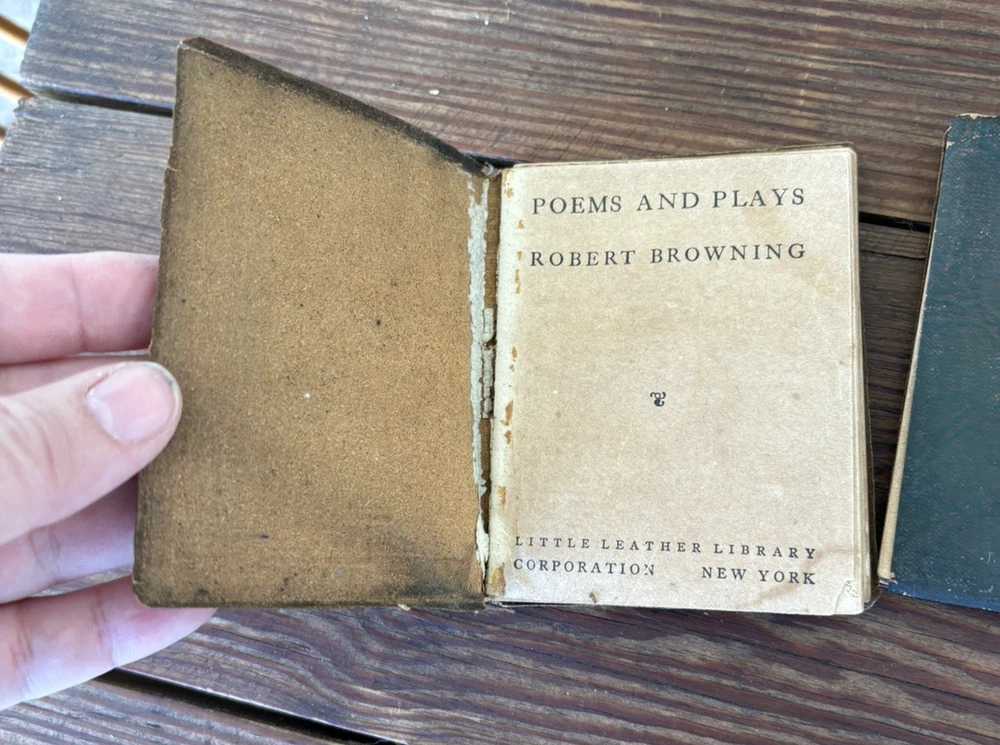 POEMS AND PLAYS
ROBERT BROWNING
LITTLE LEATHER LIBRARY
CORPORATION NEW YORK